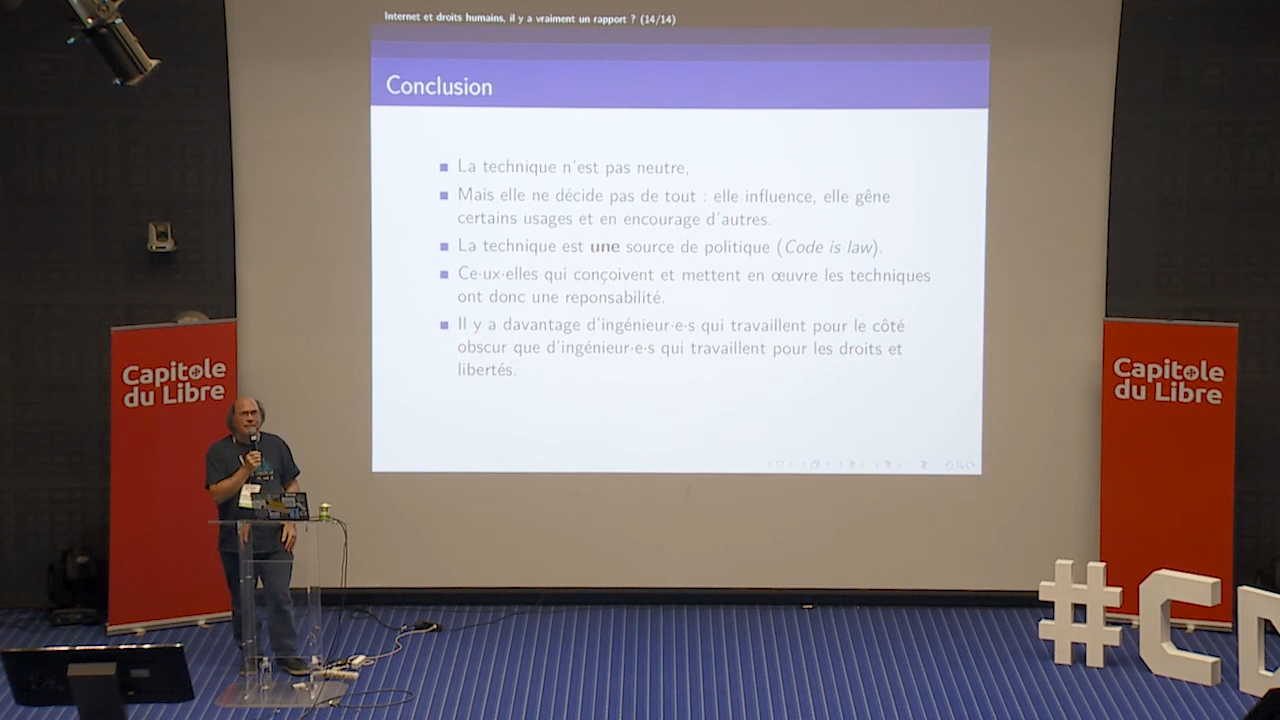 Internet et droits humains, il y a vraiment un rapport ? (14/14)
Conclusion
La technique n'est pas neutre,
Mais elle ne décide pas de tout : elle influence, elle gêne
certains usages et en encourage d'autres.
La technique est une source de politique (Code is law).
Ce·ux·elles qui conçoivent et mettent en œuvre les techniques
ont donc une reponsabilité.
Il y a davantage d'ingénieur·e·s qui travaillent pour le côté
obscur que d'ingénieur·e·s qui travaillent pour les droits et
libertés.
Capitole
du Libre
Capitole
du Libre
#C